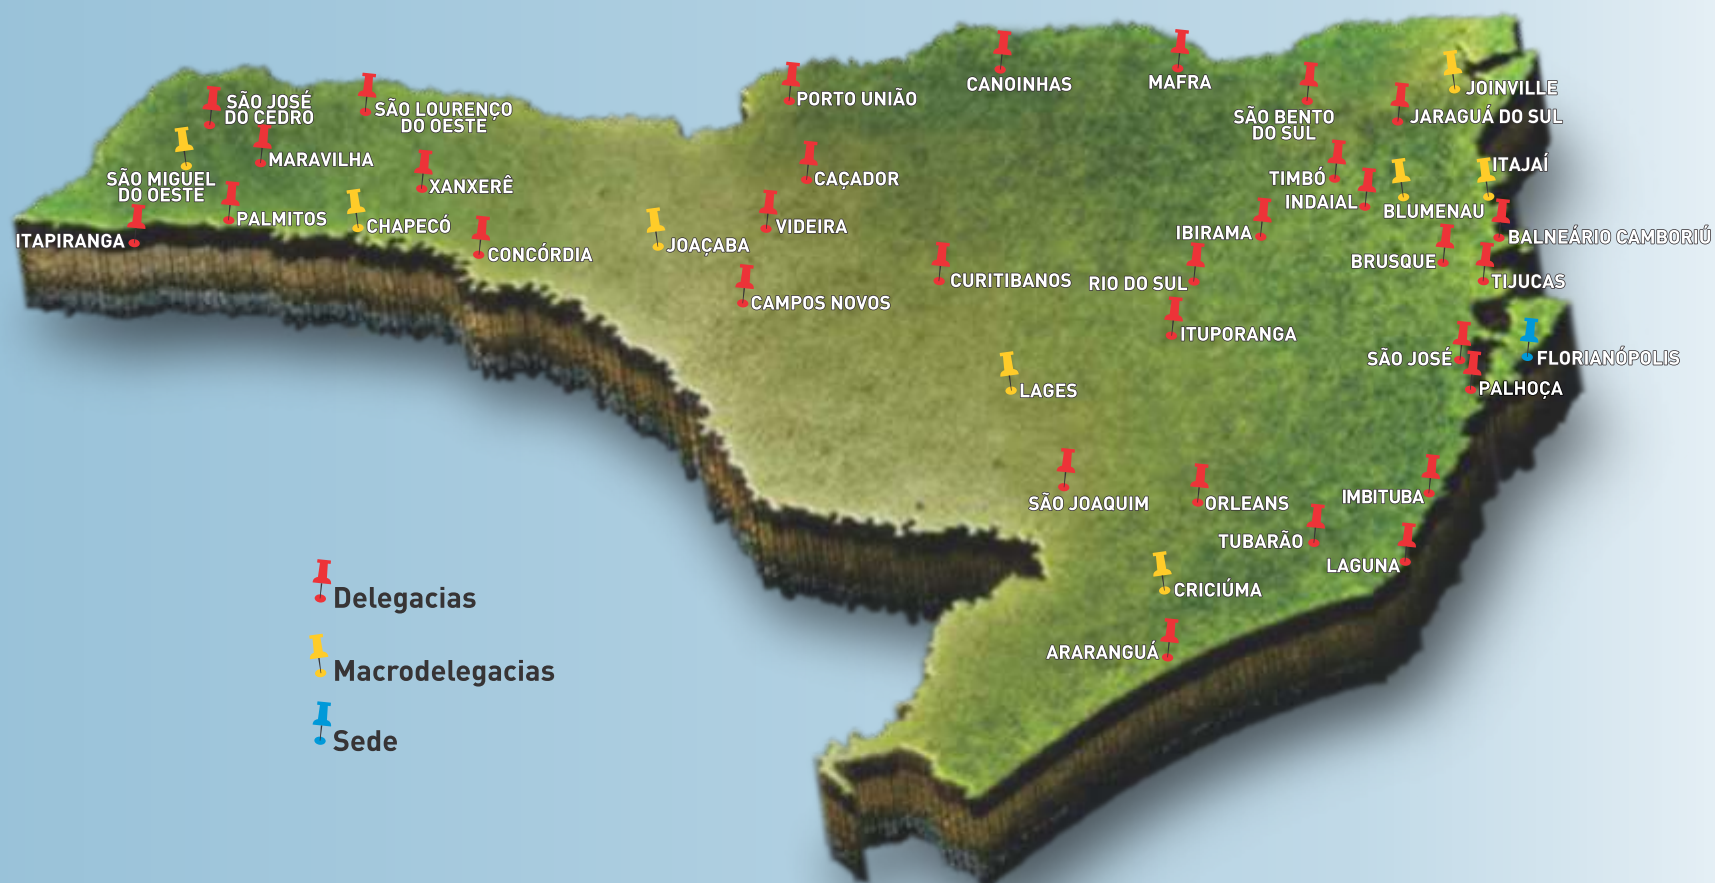 CANOINHAS
MAFRA
PORTO UNIÃO
JOINVILLE
SÃO JOSÉ
DO CEDRO
SÃO LOURENÇO
DO OESTE
SÃO BENTO
DO SUL
JARAGUÁ DO SUL
MARAVILHA
ITAJAÍ
SÃO MIGUEL
DO OESTE
XANXERÊ
CAÇADOR
TIMBÓ
INDAIAL
BLUMENAU
PALMITOS
CHAPECÓ
VIDEIRA
IBIRAMA
BALNEÁRIO CAMBORIÚ
ITAPIRANGA
CONCÓRDIA
JOAÇABA
BRUSQUE
CURITIBANOS
RIO DO SUL
TIJUCAS
CAMPOS NOVOS
ITUPORANGA
SÃO JOSÉ
FLORIANÓPOLIS
LAGES
PALHOÇA
SÃO JOAQUIM
ORLEANS
IMBITUBA
TUBARÃO
LAGUNA
CRICIÚMA
ARARANGUÁ
Delegacias
Macrodelegacias
Sede